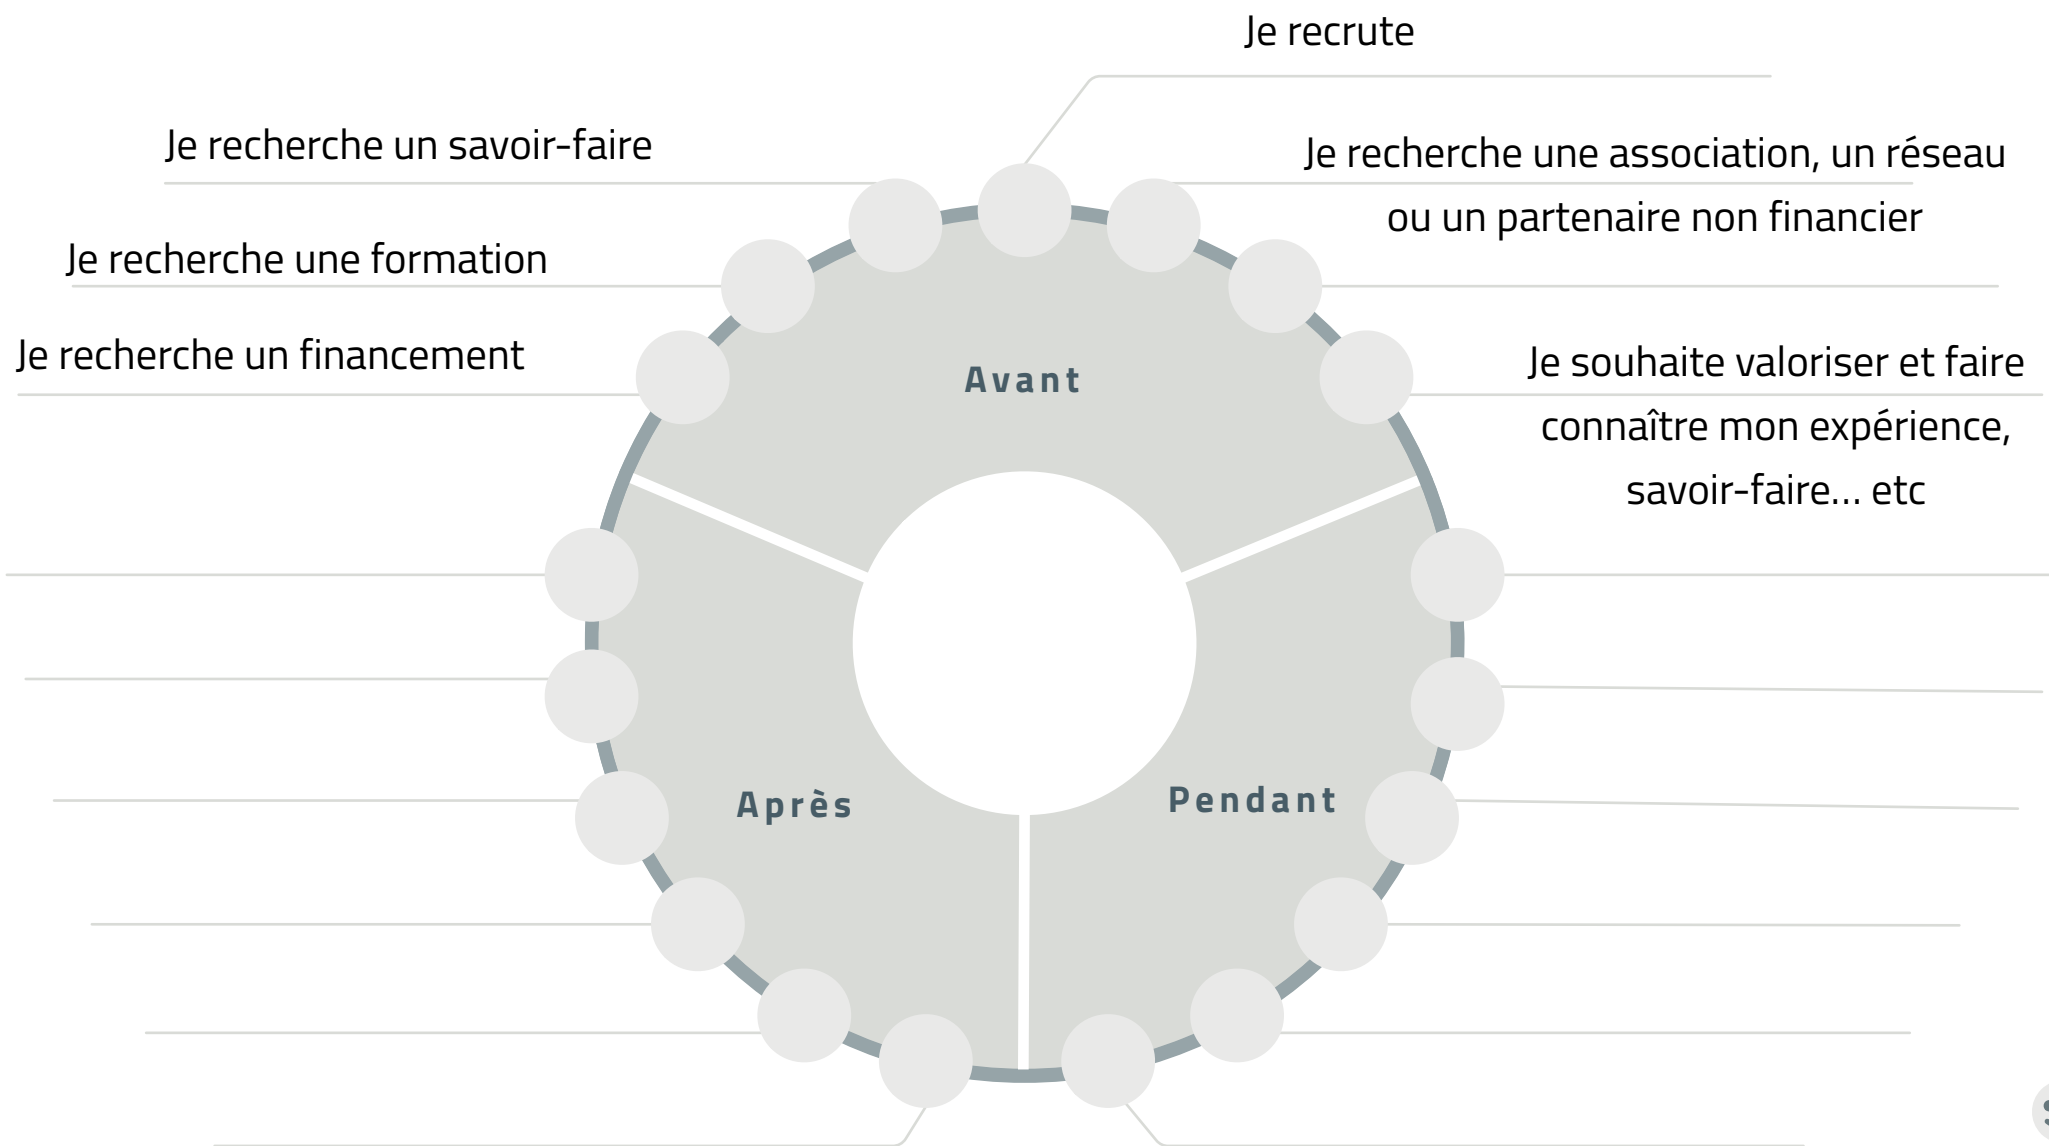 Je recrute
Je recherche un savoir-faire
Je recherche une association, un réseau
ou un partenaire non financier
Je recherche une formation
Je recherche un financement
Je souhaite valoriser et faire
connaître mon expérience,
savoir-faire... etc
Avant
Après
Pendant